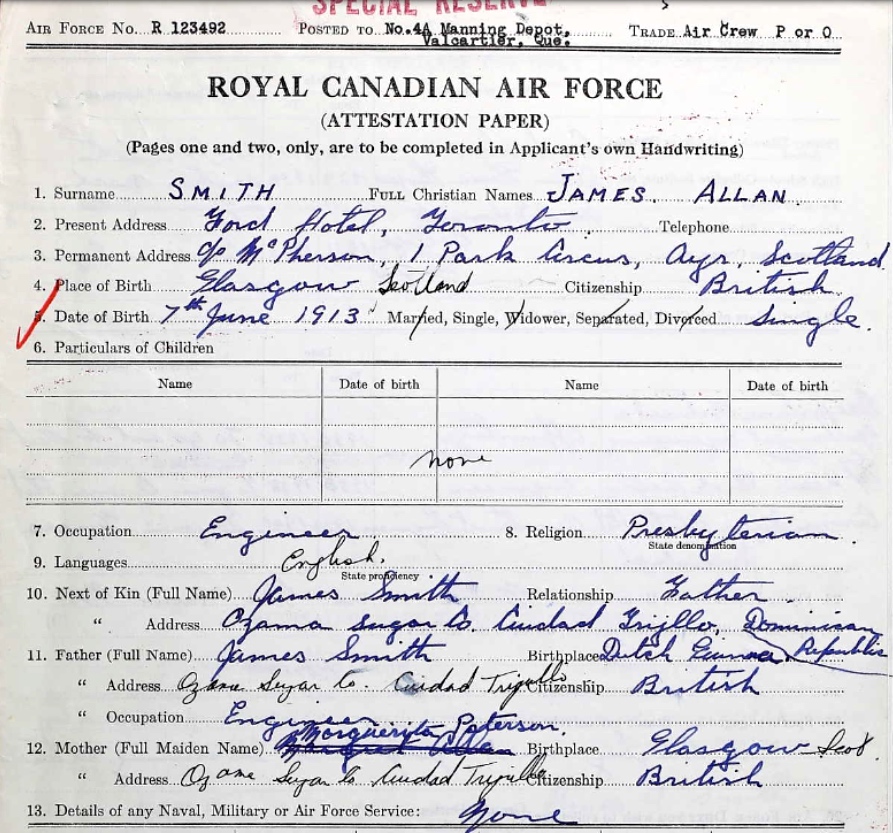 SPECIAL RESERVE
AIR FORCE No. R 123492 POSTED TO No.4A Manning Depot, TRADE Air Crew P or O
Valcartier, Que.
ROYAL CANADIAN AIR FORCE
(ATTESTATION PAPER)
(Pages one and two, only, are to be completed in Applicant's own Handwriting)
1. Surname SMITH FULL Christian Names JAMES. ALLAN
2. Present Address Ford Hotel, Toronto. Telephone
3. Permanent Address c/o McPherson, 1 Park Circus, Ayr, Scotland.
4. Place of Birth Glasgow Scotland Citizenship British
5. Date of Birth 7th June 1913 Married, Single, Widower, Separated, Divorced Single.
6. Particulars of Children
Name Date of birth Name Date of birth
None
7. Occupation Engineer 8. Religion Presbyterian.
State denomination
9. Languages English.
State proficiency
10. Next of Kin (Full Name) James Smith Relationship Father.
" Address Ozama Sugar Co. Ciudad Trijillo, Dominican
Republic
11. Father (Full Name) James Smith Birthplace Dutch
" Address Ozama Sugar Co. Ciudad Trujillo Citizenship British
" Occupation Engineer
Marguerita Paterson.
12. Mother (Full Maiden Name) Birthplace Glasgow Scot.
" Address Ozama Sugar Co Ciudad Trujillo Citizenship British
13. Details of any Naval, Military or Air Force Service: None